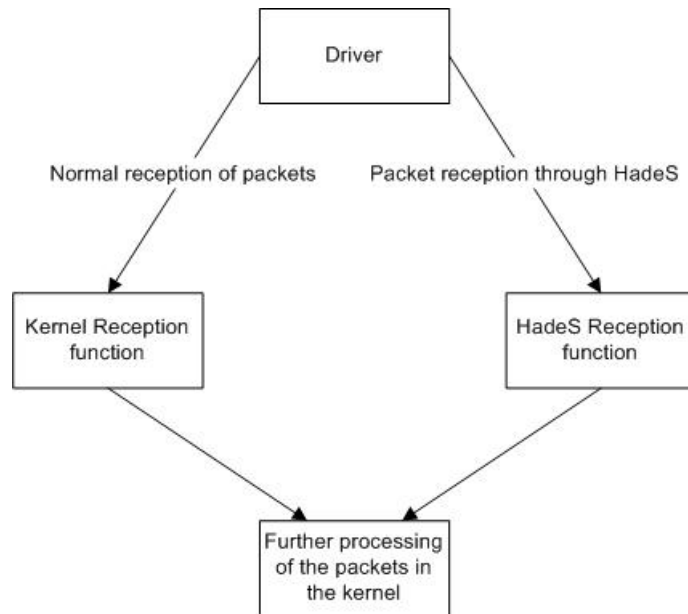 Driver
Normal reception of packets
Packet reception through HadeS
Kernel Reception
function
HadeS Reception
function
Further processing
of the packets in
the kernel